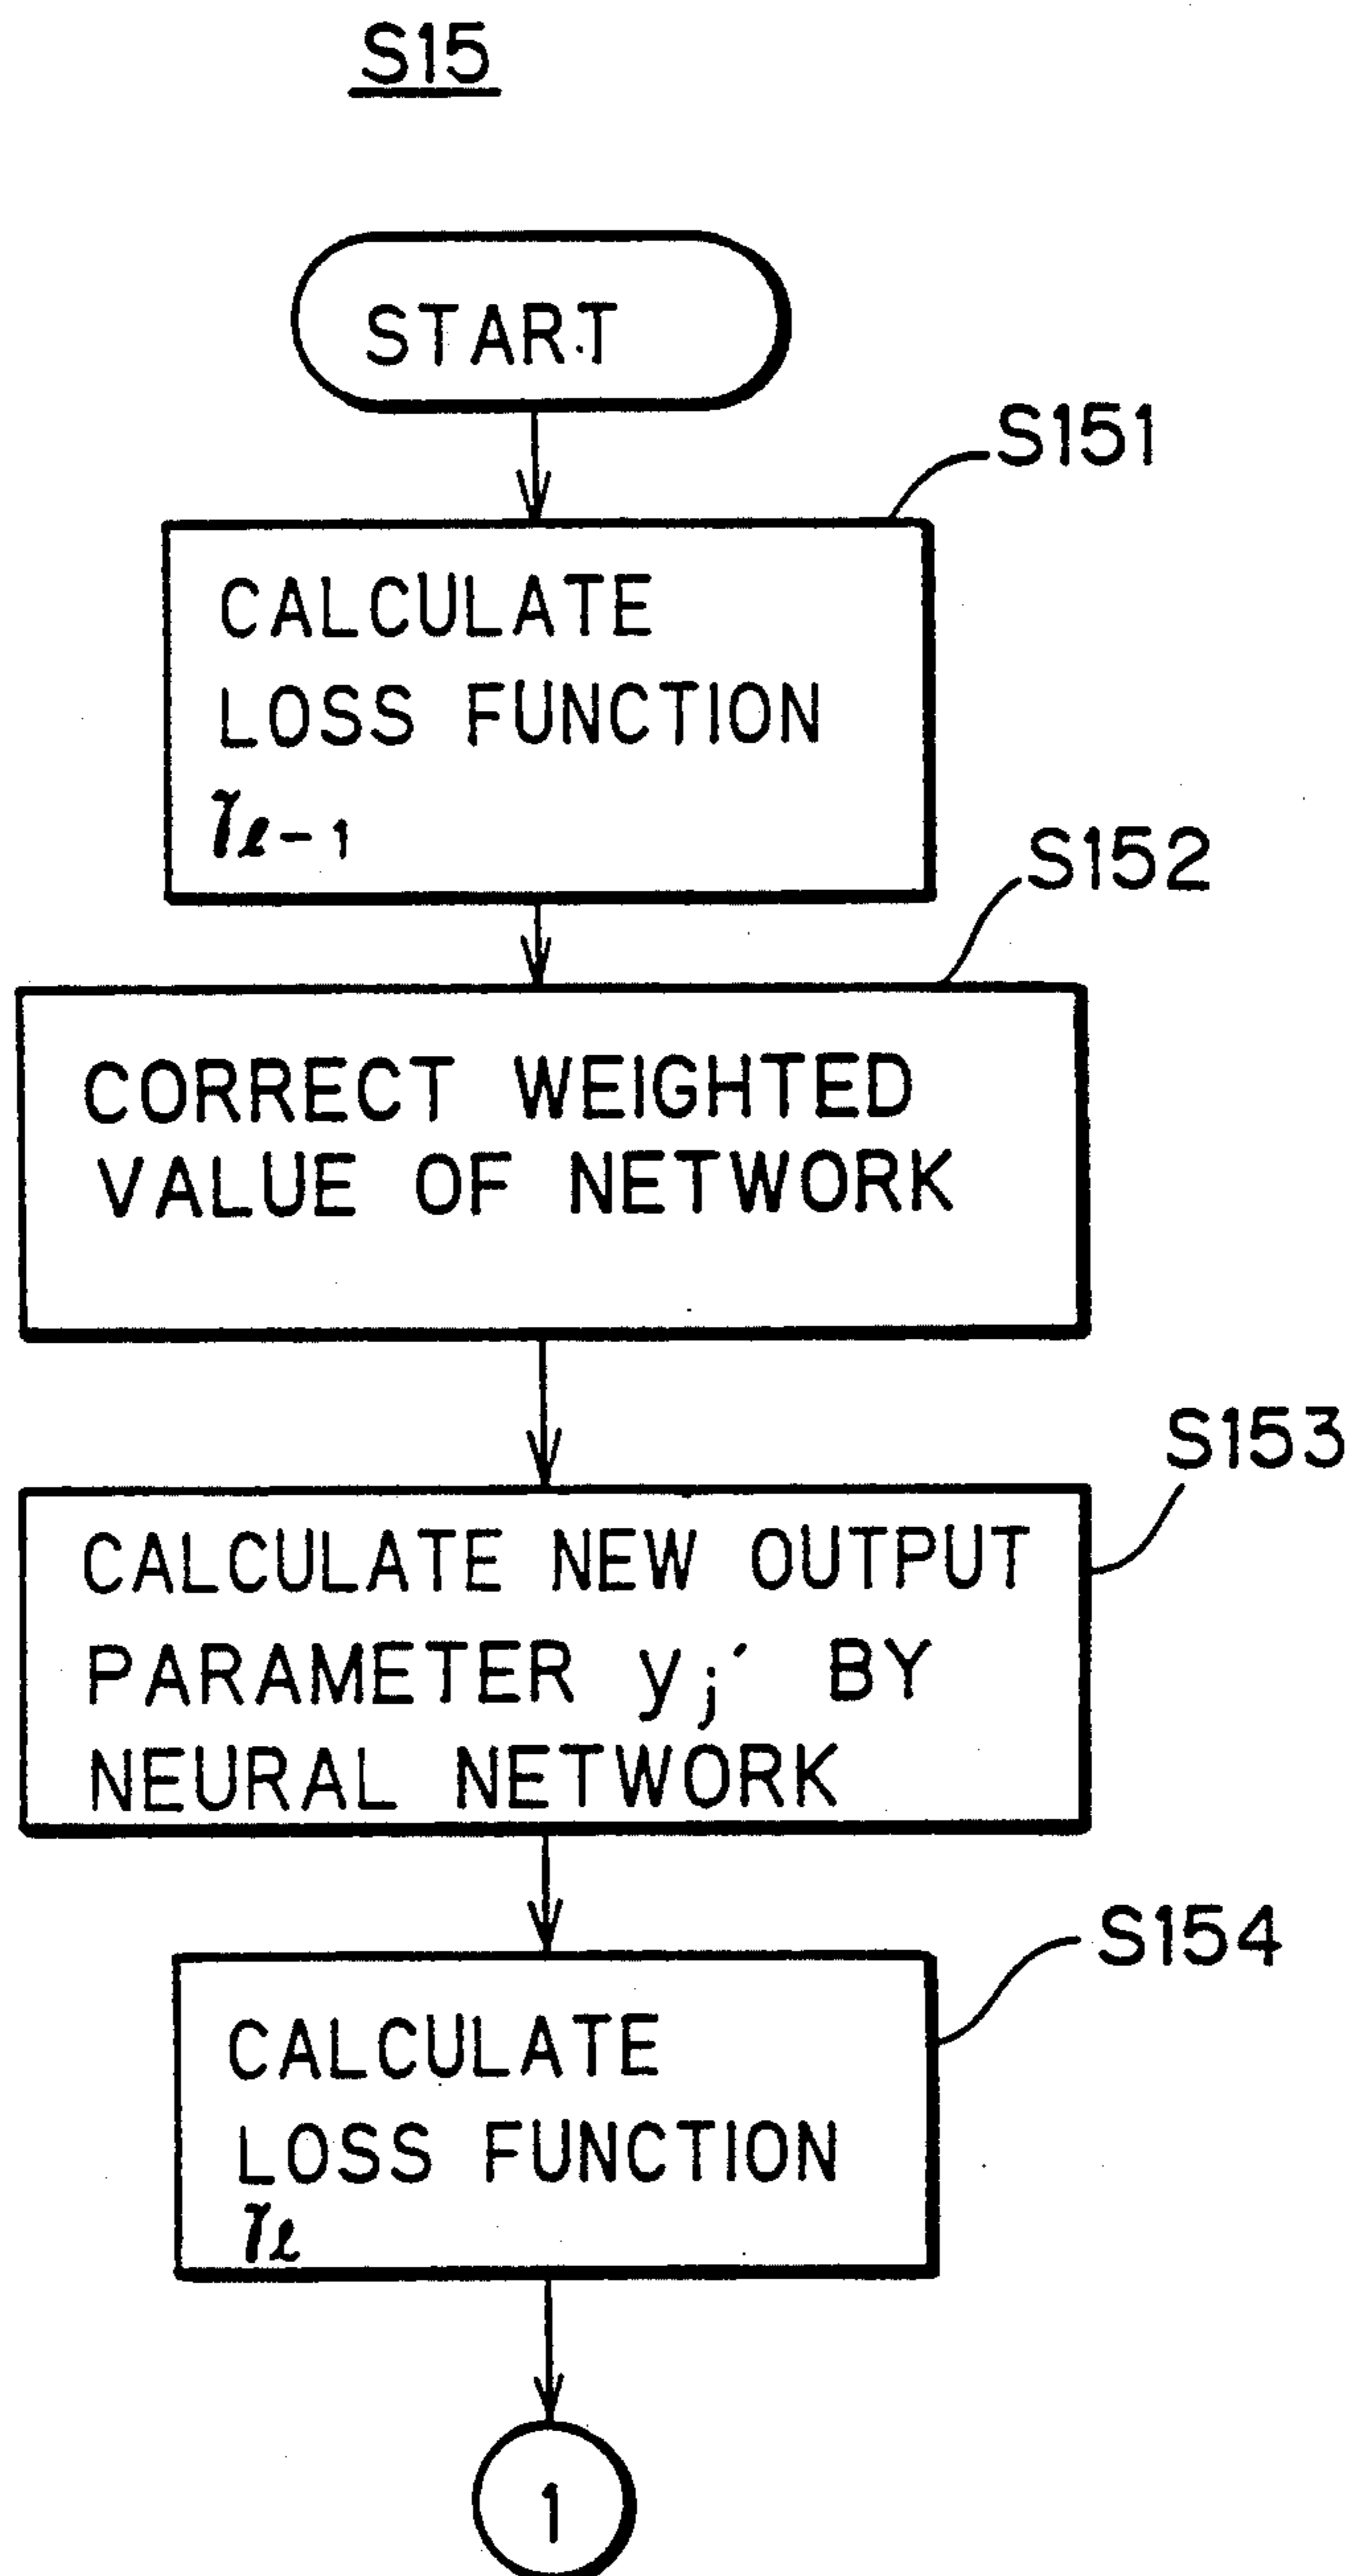 S15
START
S151
CALCULATE
LOSS FUNCTION
γℓ-1
S152
CORRECT WEIGHTED
VALUE OF NETWORK
S153
CALCULATE NEW OUTPUT
PARAMETER yj′ BY
NEURAL NETWORK
S154
CALCULATE
LOSS FUNCTION
γℓ
1